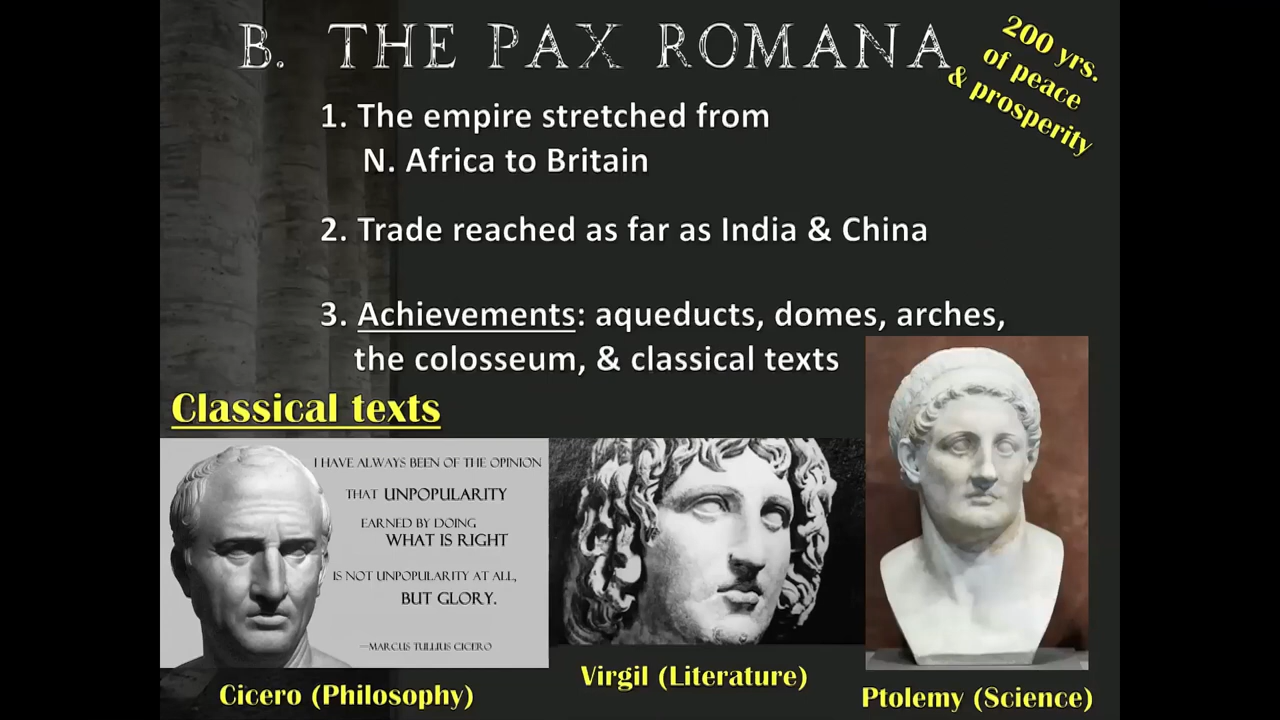 B. THE PAX ROMANA
200 yrs.
of peace
& prosperity
1. The empire stretched from
N. Africa to Britain
2. Trade reached as far as India & China
3. Achievements: aqueducts, domes, arches,
the colosseum, & classical texts
Classical texts
I HAVE ALWAYS BEEN OF THE OPINION
THAT UNPOPULARITY
EARNED BY DOING
WHAT IS RIGHT
IS NOT UNPOPULARITY AT ALL,
BUT GLORY.
—MARCUS TULLIUS CICERO
Cicero (Philosophy)
Virgil (Literature)
Ptolemy (Science)